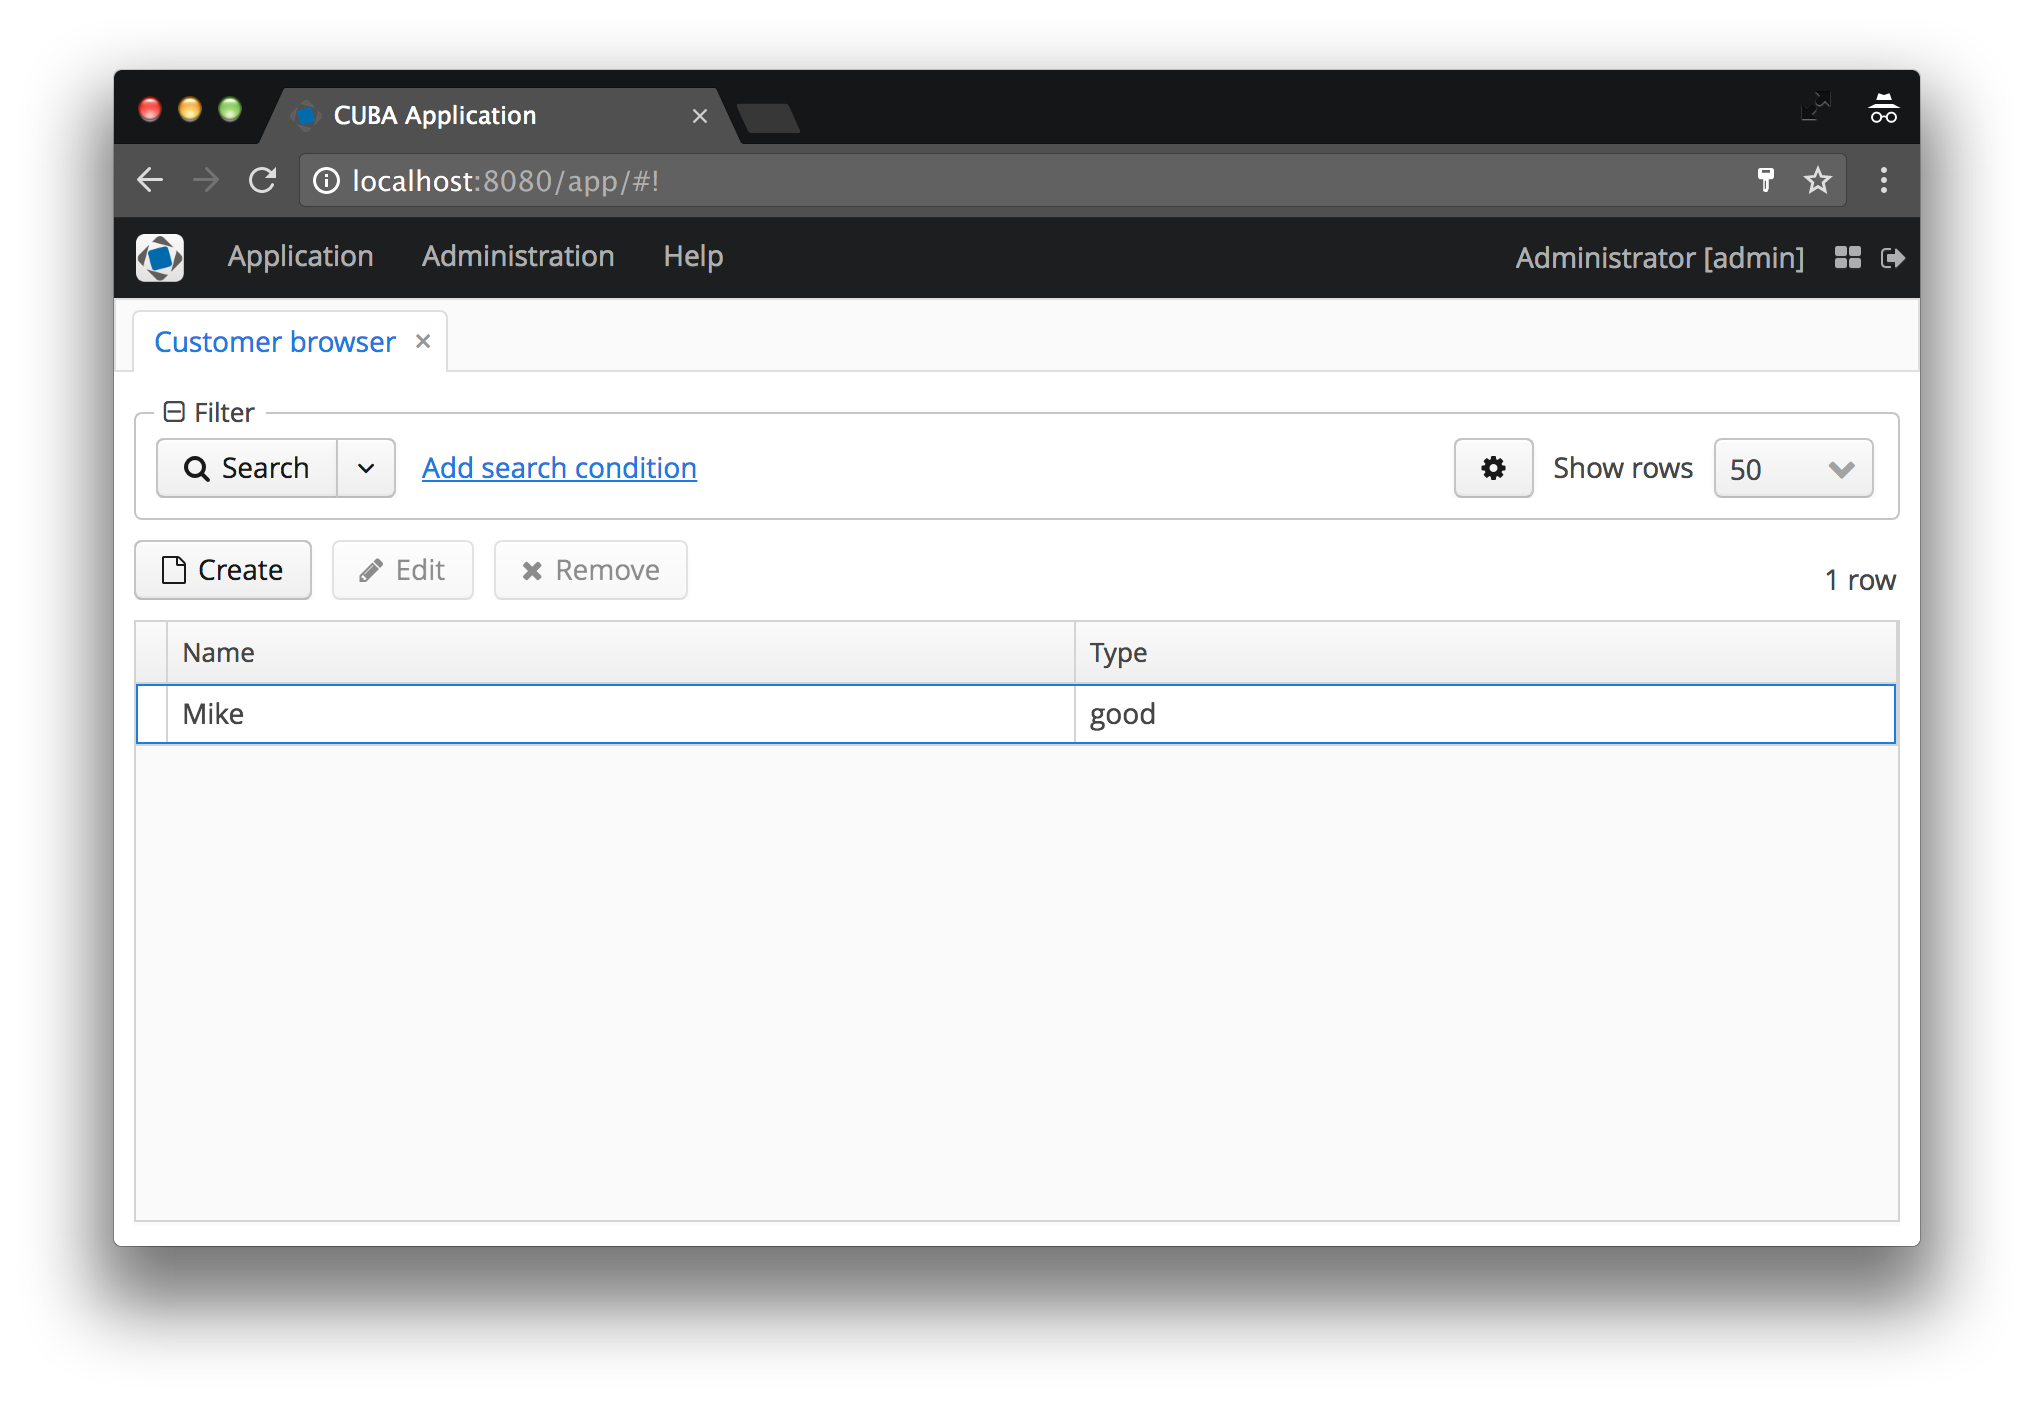 CUBA Application
localhost:8080/app/#!
Application Administration Help Administrator [admin]
Customer browser
Filter
Search Add search condition Show rows 50
Create Edit Remove 1 row
Name Type
Mike good